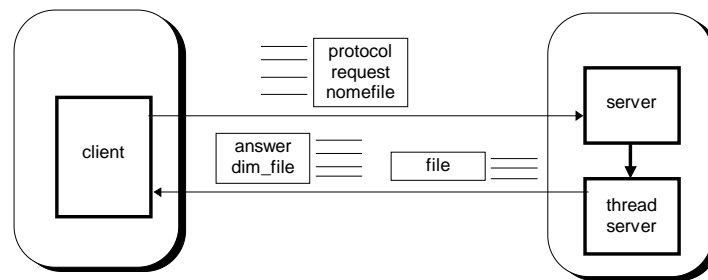 protocol
request
nomefile
server
client
answer
dim_file
file
thread
server